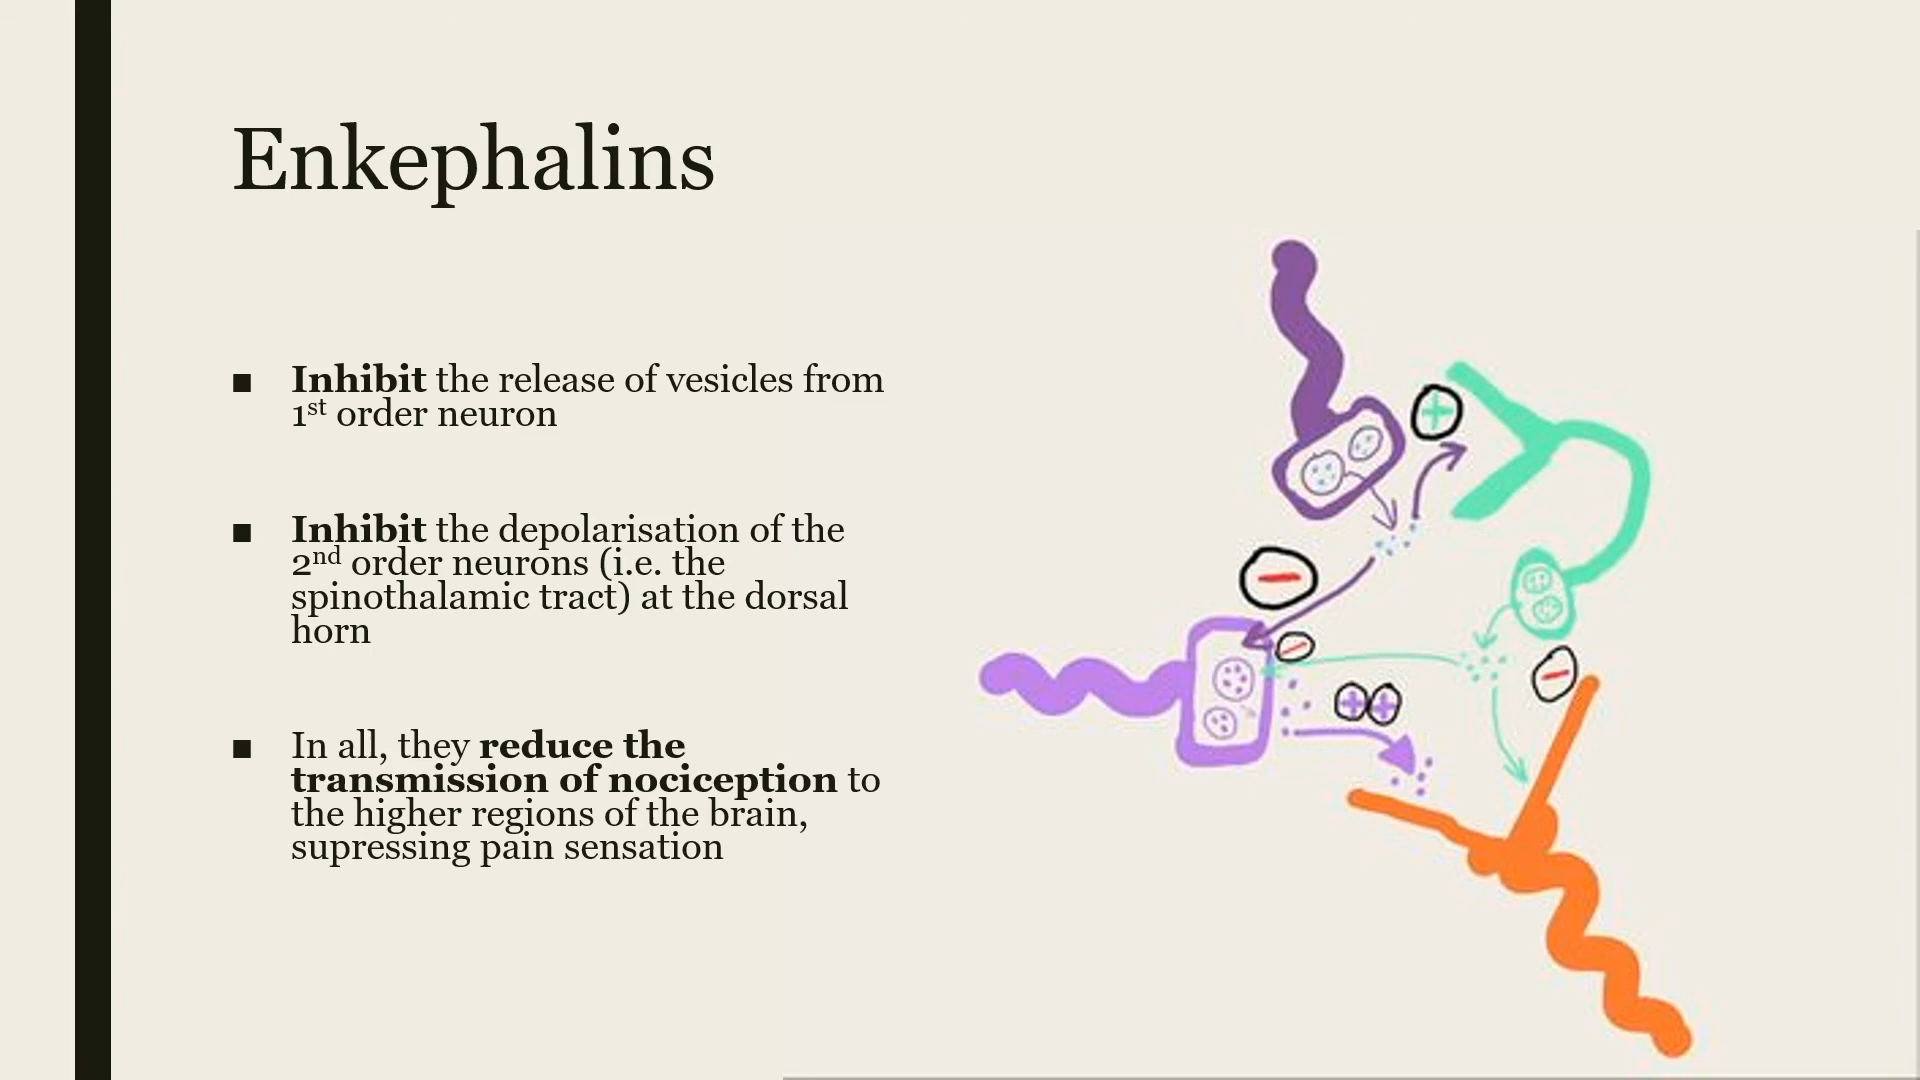 Enkephalins
■ Inhibit the release of vesicles from
1st order neuron
■ Inhibit the depolarisation of the
2nd order neurons (i.e. the
spinothalamic tract) at the dorsal
horn
■ In all, they reduce the
transmission of nociception to
the higher regions of the brain,
supressing pain sensation
+
−
−
−
+ +